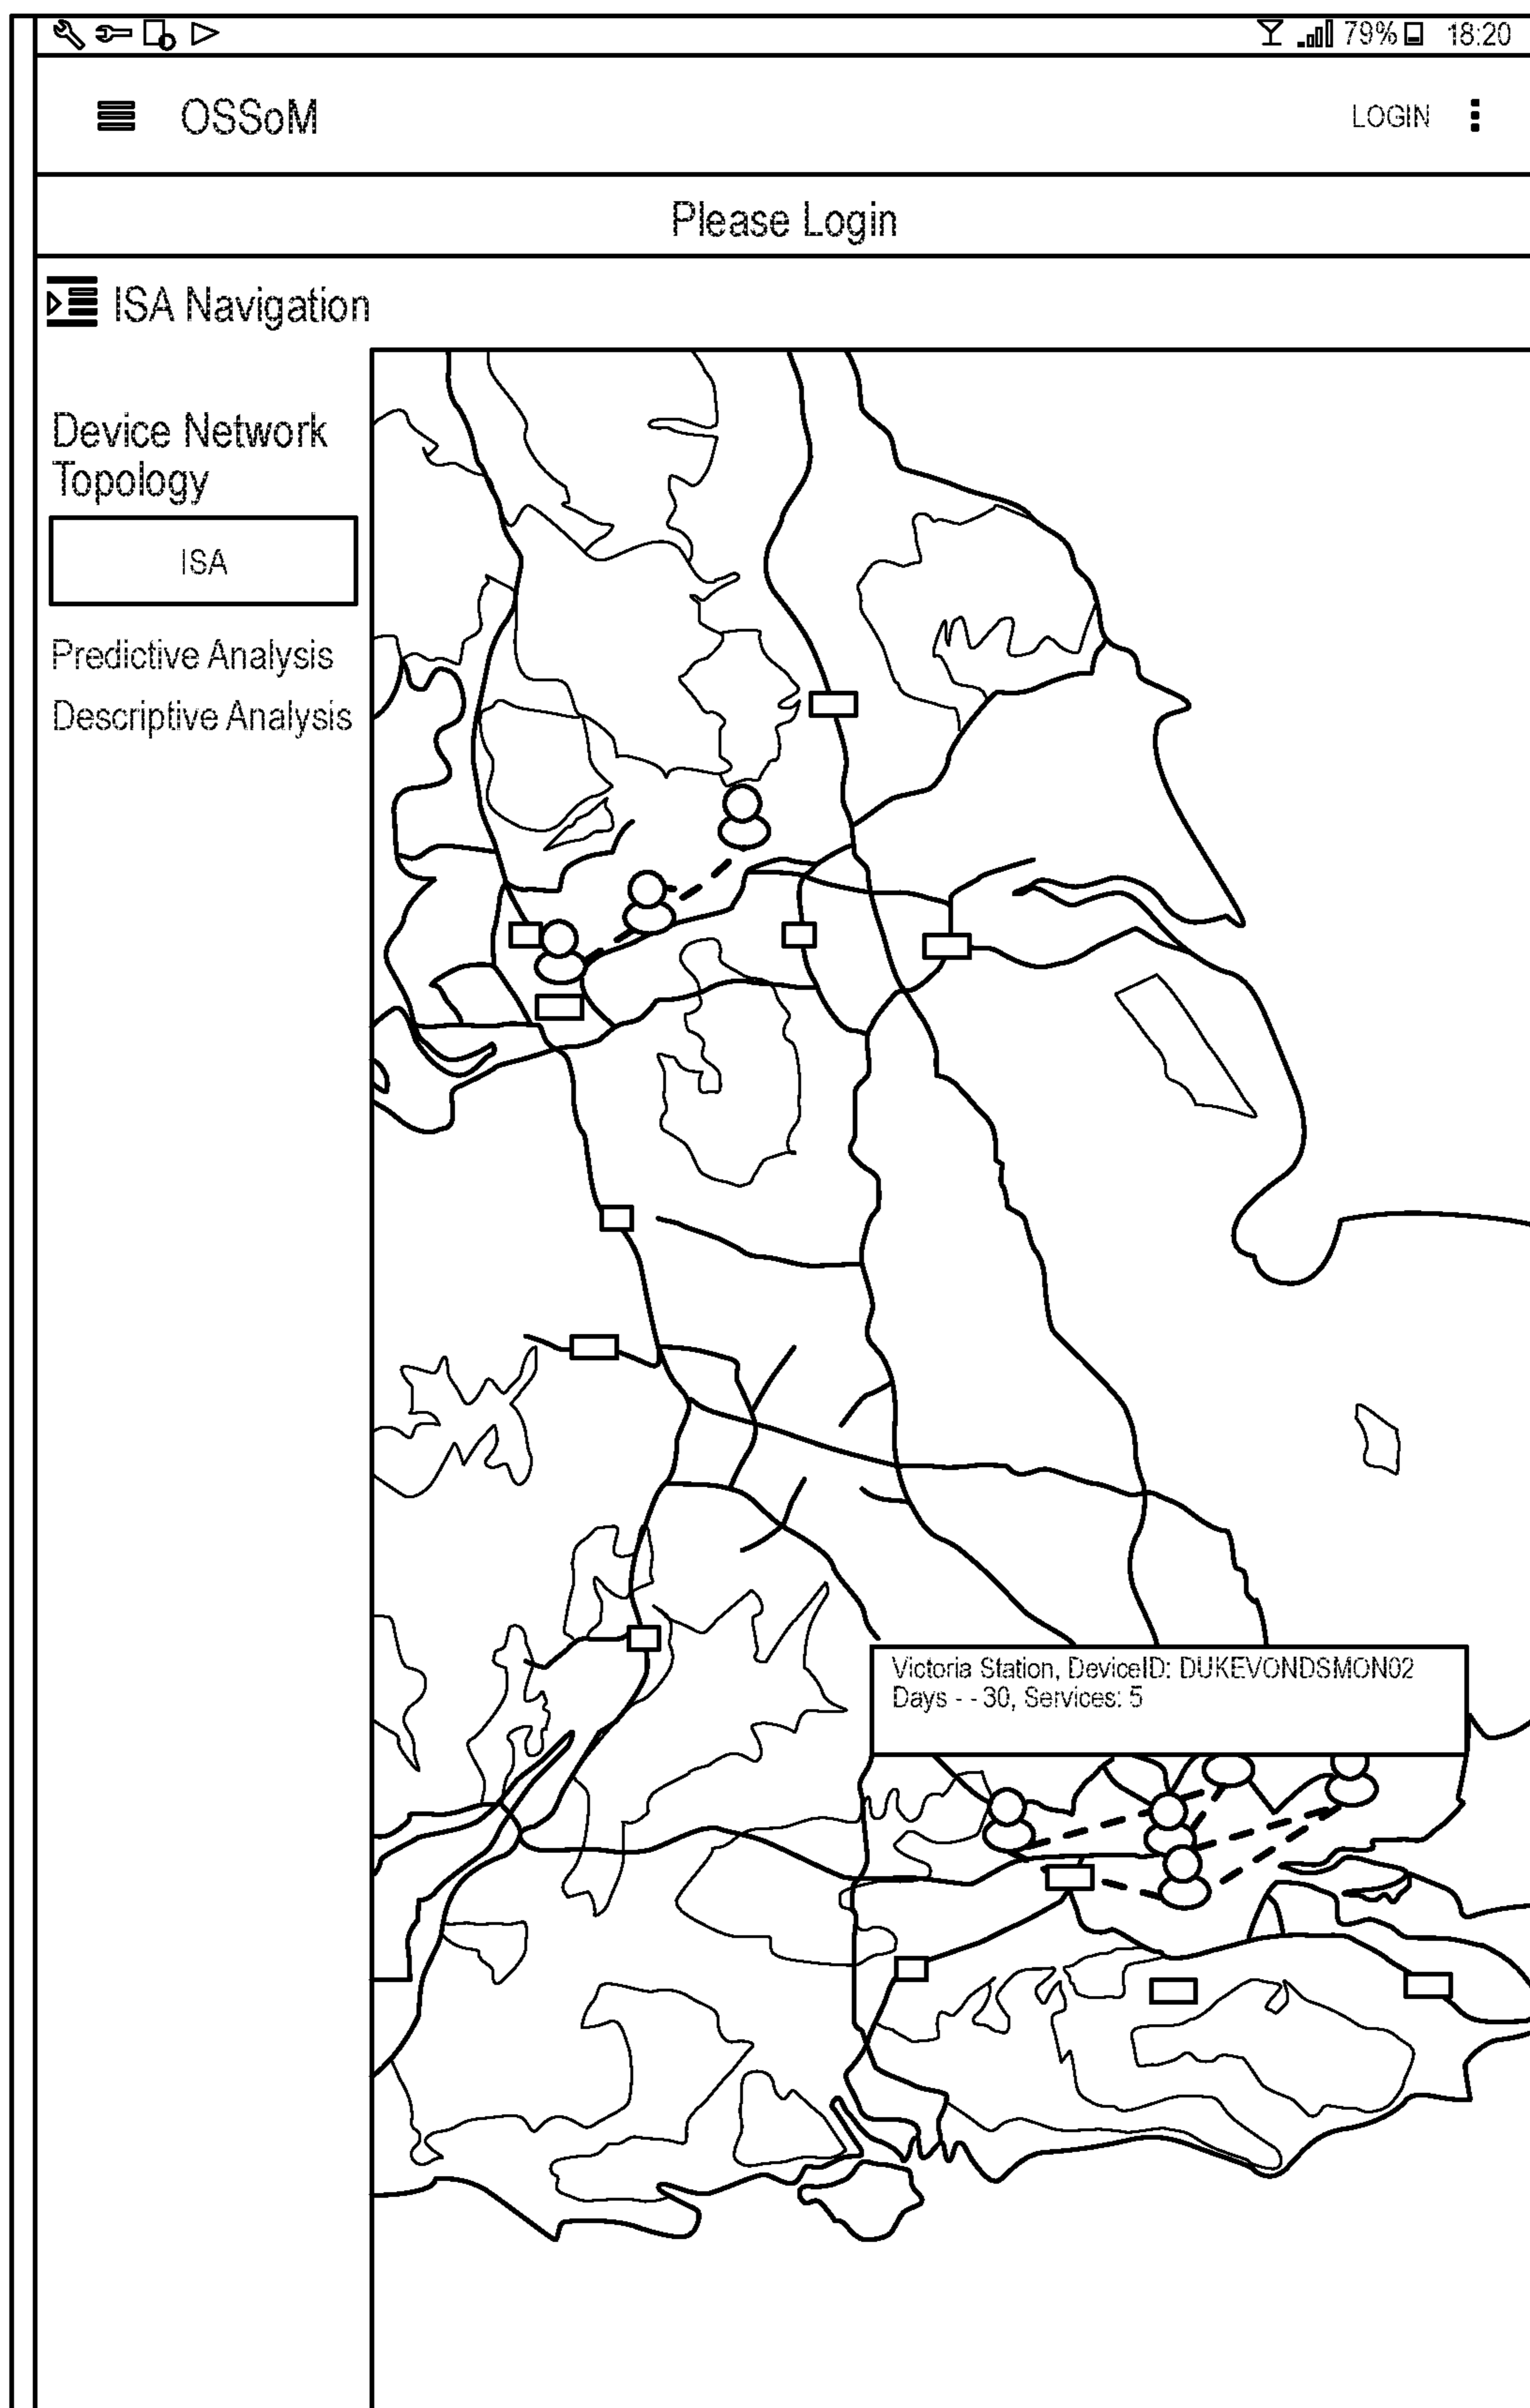 79% 18:20
OSSoM LOGIN
Please Login
ISA Navigation
Device Network
Topology
ISA
Predictive Analysis
Descriptive Analysis
Victoria Station, DeviceID: DUKEVONDSMON02
Days - - 30, Services: 5